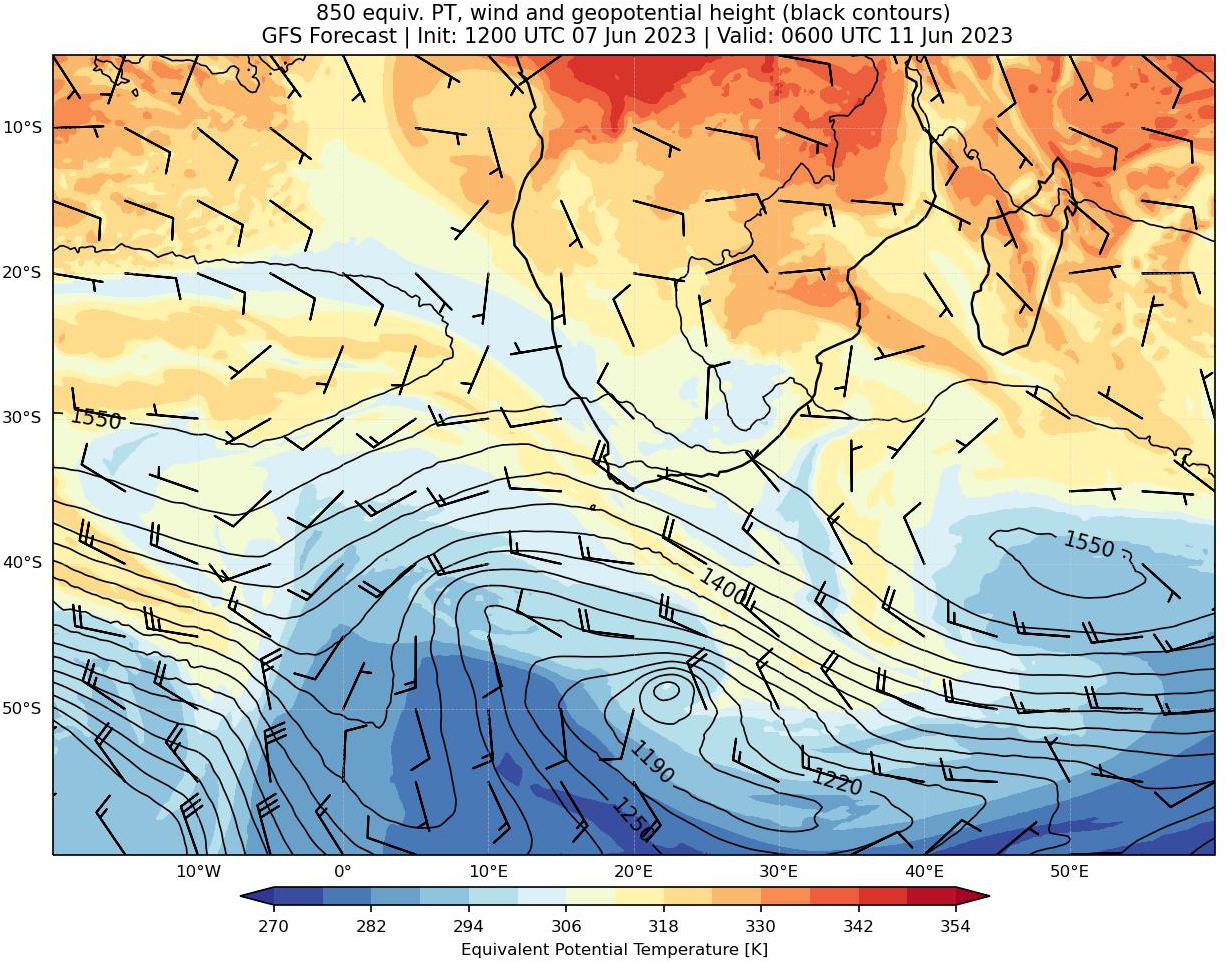 850 equiv. PT, wind and geopotential height (black contours)
GFS Forecast | Init: 1200 UTC 07 Jun 2023 | Valid: 0600 UTC 11 Jun 2023
10°S
20°S
30°S
40°S
50°S
1550
1550
1400
1190
1220
1250
10°W
0°
10°E
20°E
30°E
40°E
50°E
270
282
294
306
318
330
342
354
Equivalent Potential Temperature [K]